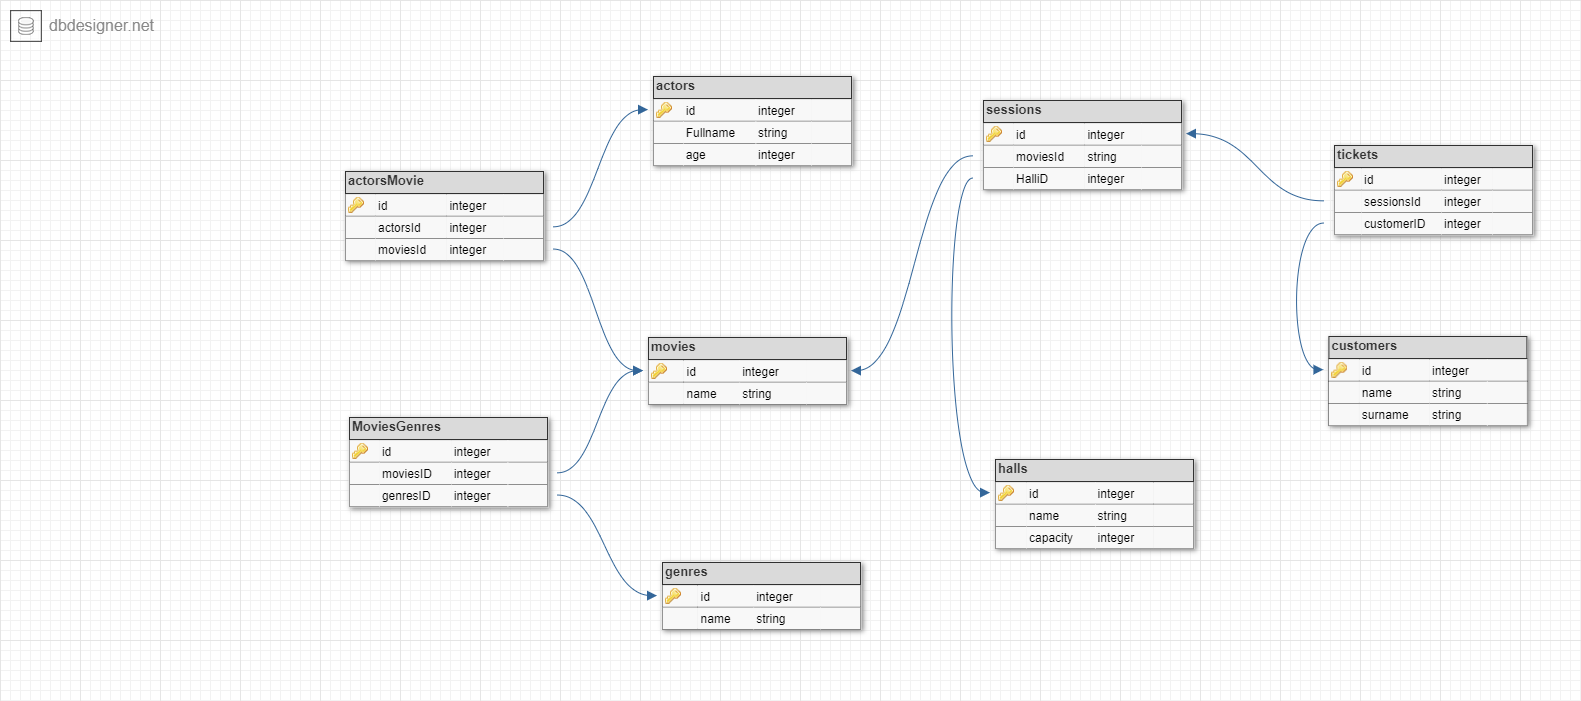 dbdesigner.net
actors
id integer
Fullname string
age integer
sessions
id integer
moviesId string
HalliD integer
tickets
id integer
sessionsId integer
customerID integer
actorsMovie
id integer
actorsId integer
moviesId integer
movies
id integer
name string
customers
id integer
name string
surname string
MoviesGenres
id integer
moviesID integer
genresID integer
halls
id integer
name string
capacity integer
genres
id integer
name string